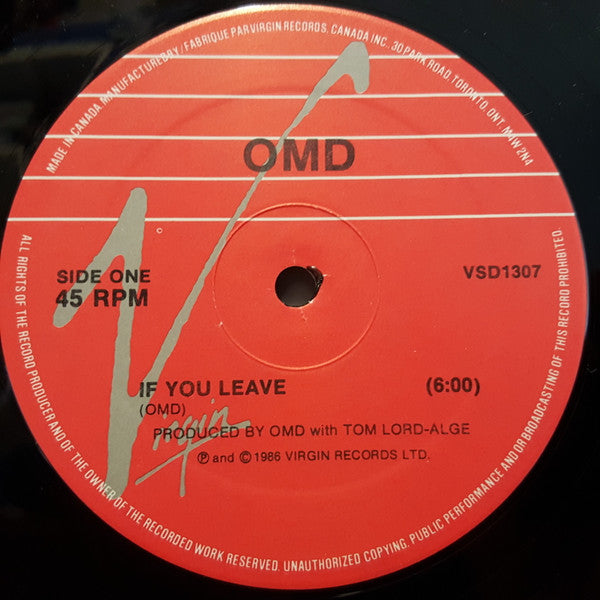 MADE IN CANADA. MANUFACTURED BY / FABRIQUE PAR VIRGIN RECORDS, CANADA INC. 30 PARK ROAD, TORONTO, ONT. M4W 2N4
OMD
SIDE ONE
45 RPM
VSD1307
IF YOU LEAVE (6:00)
(OMD)
PRODUCED BY OMD with TOM LORD-ALGE
Ⓟ and © 1986 VIRGIN RECORDS LTD.
Virgin
ALL RIGHTS OF THE RECORD PRODUCER AND OF THE OWNER OF THE RECORDED WORK RESERVED. UNAUTHORIZED COPYING, PUBLIC PERFORMANCE AND/OR BROADCASTING OF THIS RECORD PROHIBITED.